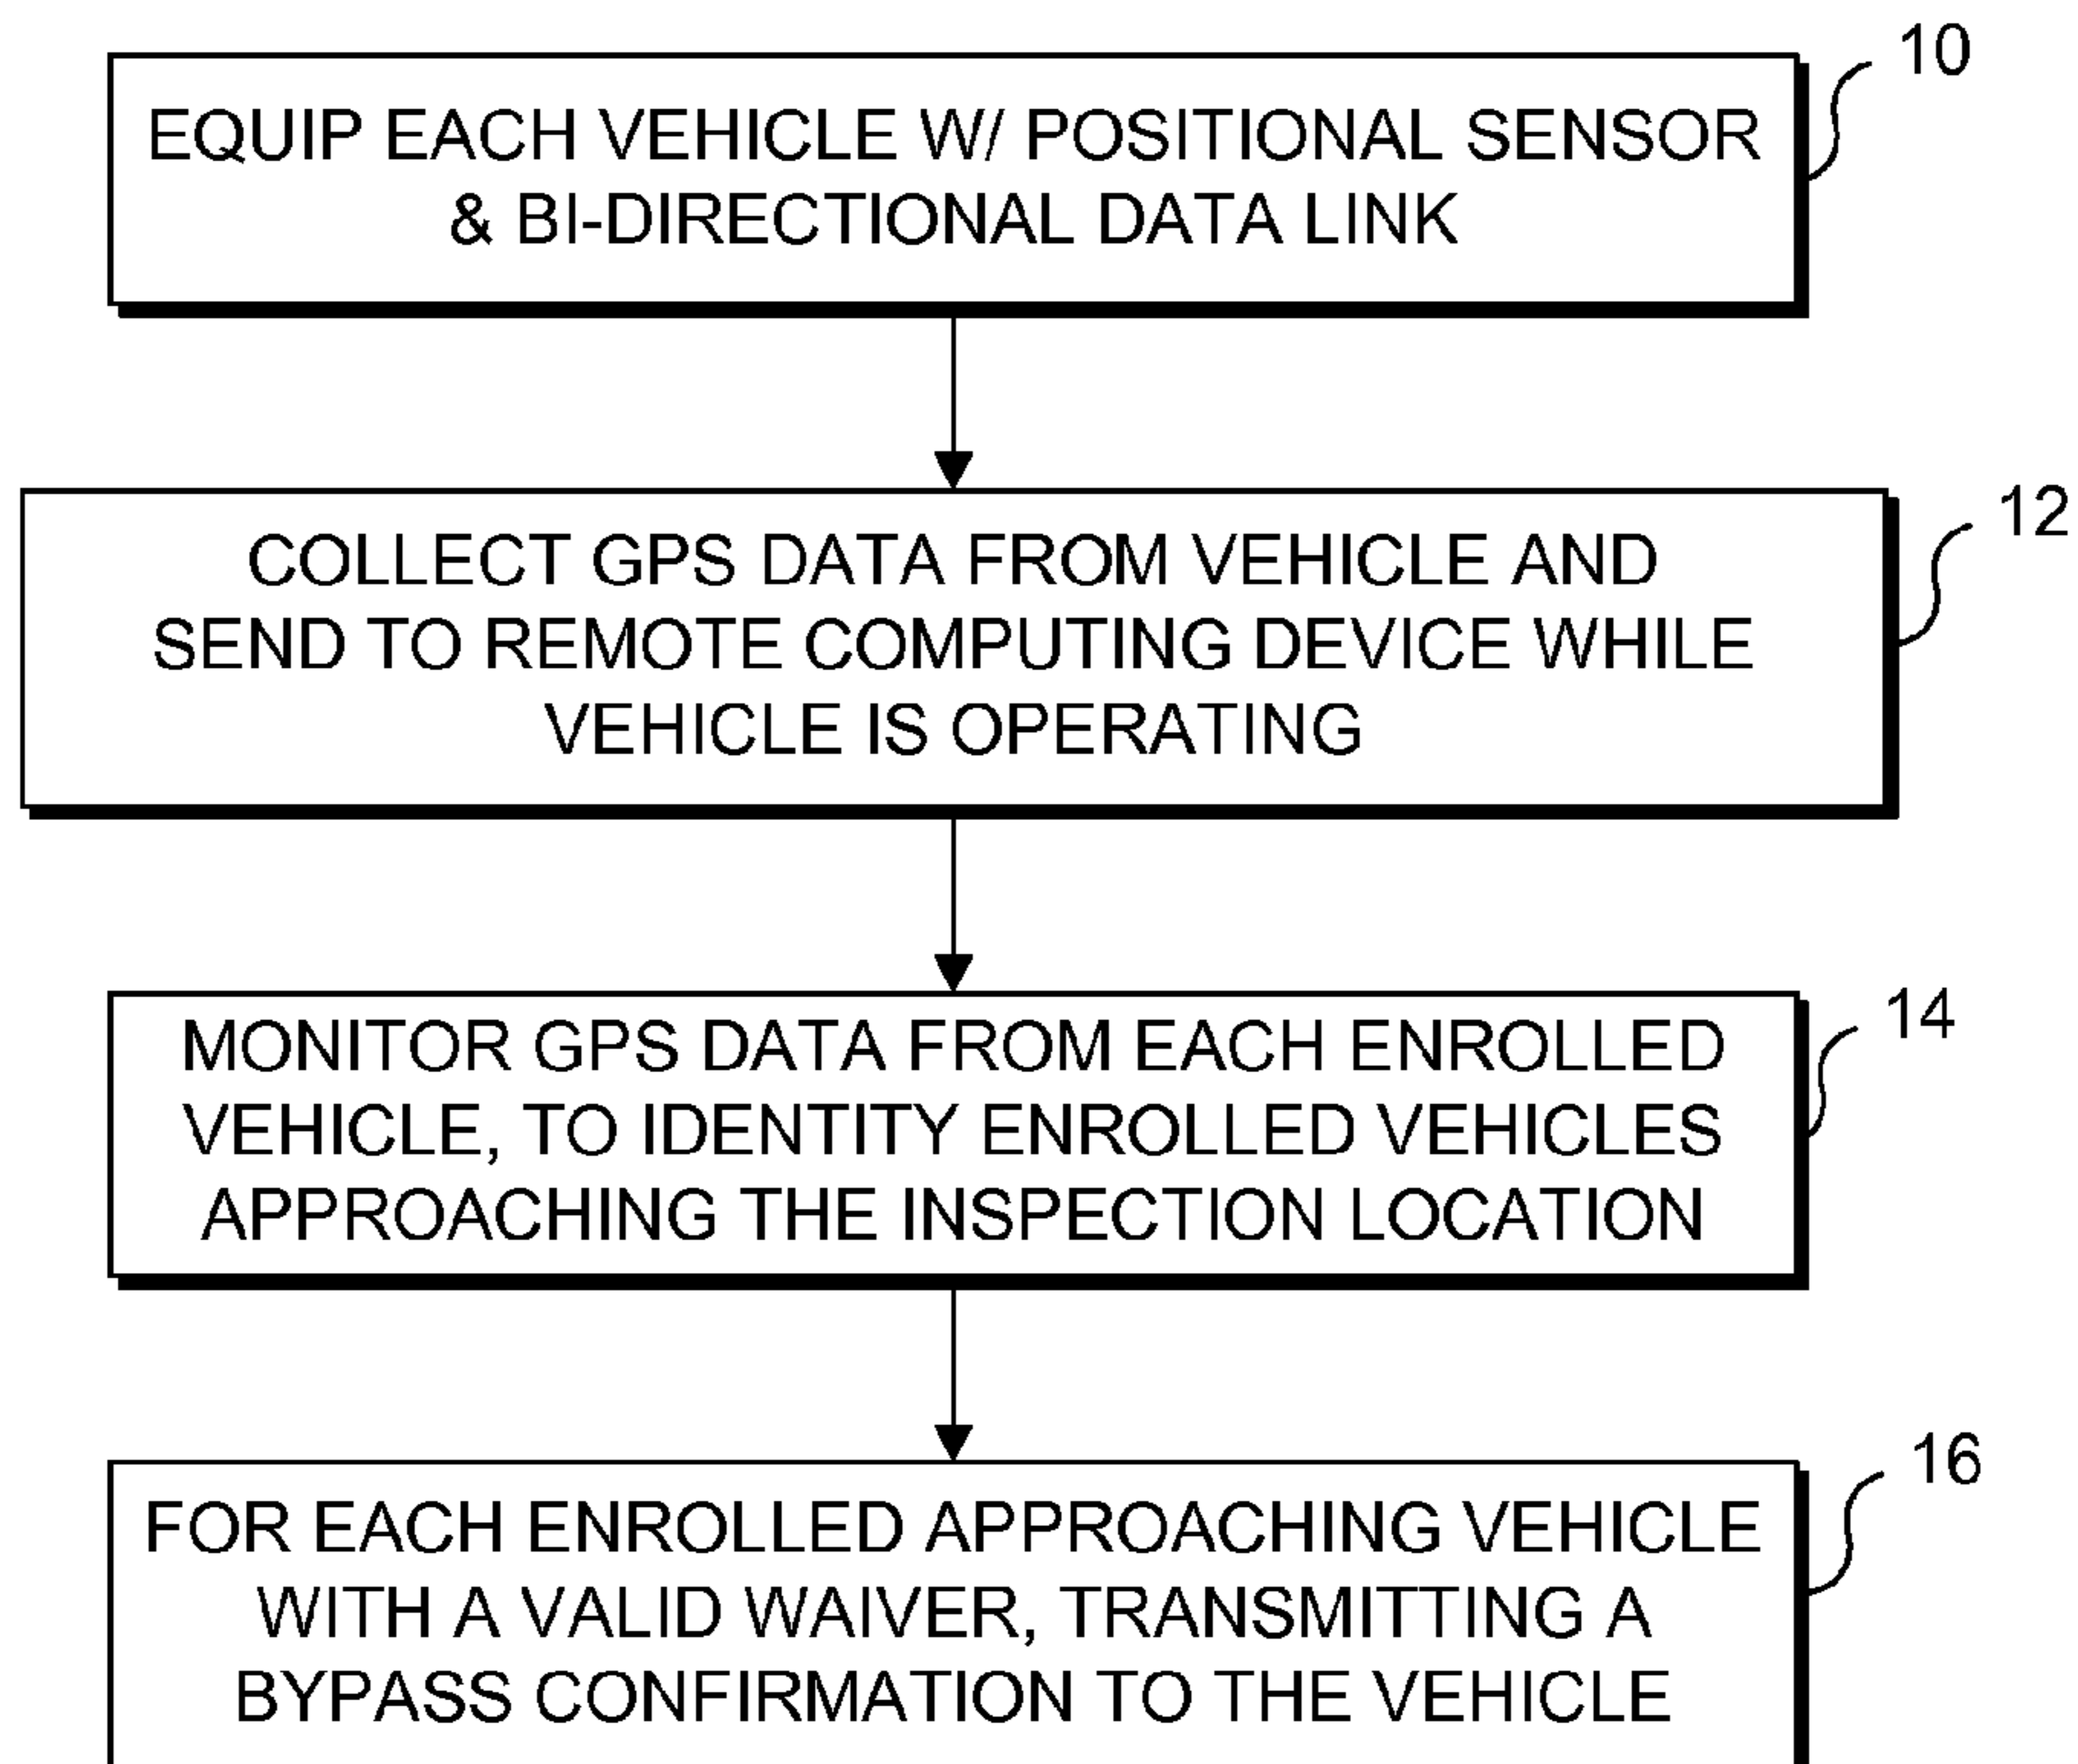 10
EQUIP EACH VEHICLE W/ POSITIONAL SENSOR
& BI-DIRECTIONAL DATA LINK
12
COLLECT GPS DATA FROM VEHICLE AND
SEND TO REMOTE COMPUTING DEVICE WHILE
VEHICLE IS OPERATING
14
MONITOR GPS DATA FROM EACH ENROLLED
VEHICLE, TO IDENTITY ENROLLED VEHICLES
APPROACHING THE INSPECTION LOCATION
16
FOR EACH ENROLLED APPROACHING VEHICLE
WITH A VALID WAIVER, TRANSMITTING A
BYPASS CONFIRMATION TO THE VEHICLE